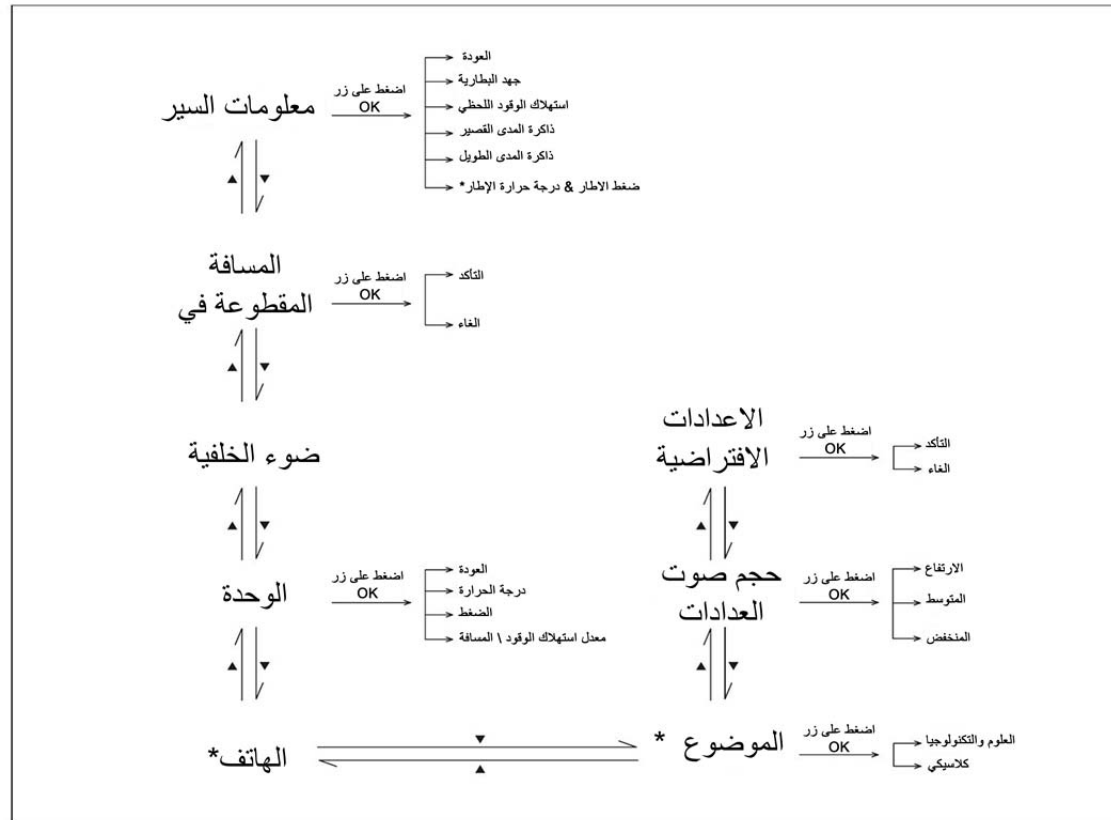 معلومات السير
اضغط على زر
OK
العودة
جهد البطارية
استهلاك الوقود اللحظي
ذاكرة المدى القصير
ذاكرة المدى الطويل
ضغط الاطار & درجة حرارة الإطار*
المسافة
المقطوعة في
اضغط على زر
OK
التأكد
الغاء
ضوء الخلفية
الوحدة
اضغط على زر
OK
العودة
درجة الحرارة
الضغط
معدل استهلاك الوقود \ المسافة
الهاتف*
الموضوع *
اضغط على زر
OK
العلوم والتكنولوجيا
كلاسيكي
حجم صوت
العدادات
اضغط على زر
OK
الارتفاع
المتوسط
المنخفض
الاعدادات
الافتراضية
اضغط على زر
OK
التأكد
الغاء